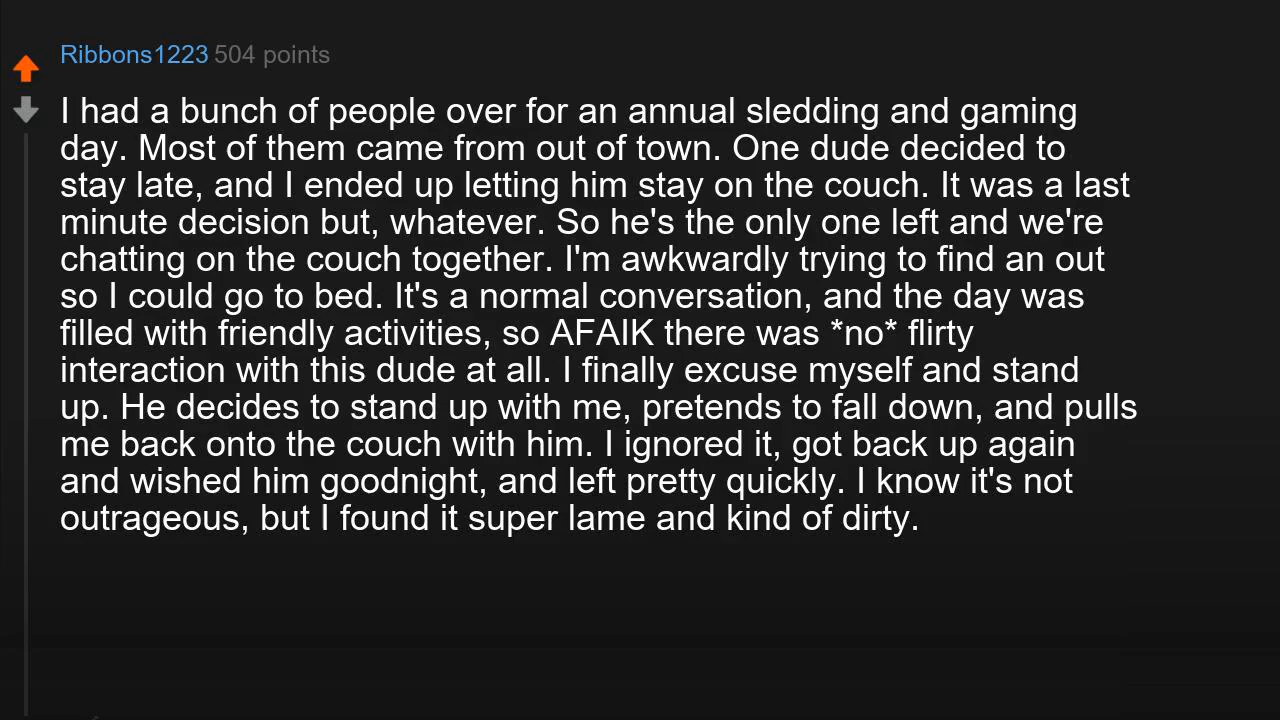 Ribbons1223 504 points
I had a bunch of people over for an annual sledding and gaming
day. Most of them came from out of town. One dude decided to
stay late, and I ended up letting him stay on the couch. It was a last
minute decision but, whatever. So he's the only one left and we're
chatting on the couch together. I'm awkwardly trying to find an out
so I could go to bed. It's a normal conversation, and the day was
filled with friendly activities, so AFAIK there was *no* flirty
interaction with this dude at all. I finally excuse myself and stand
up. He decides to stand up with me, pretends to fall down, and pulls
me back onto the couch with him. I ignored it, got back up again
and wished him goodnight, and left pretty quickly. I know it's not
outrageous, but I found it super lame and kind of dirty.